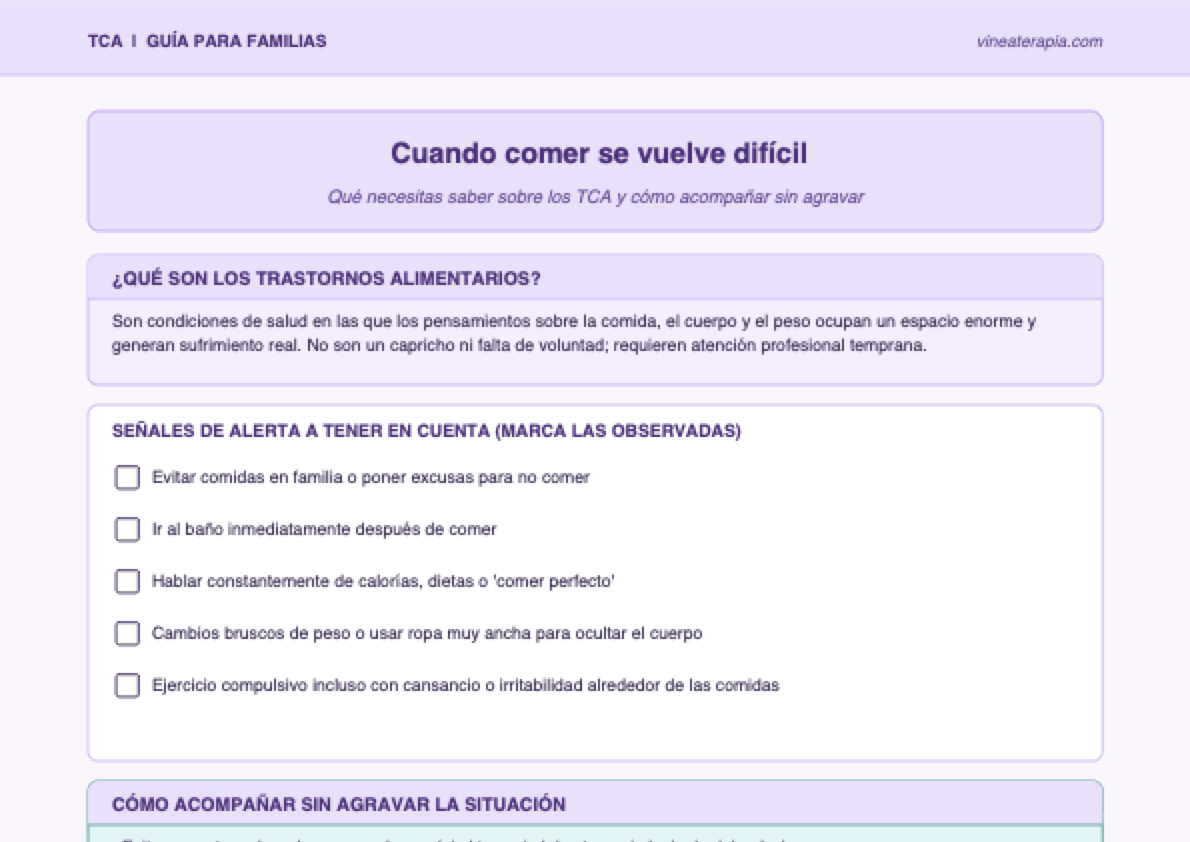 TCA | GUÍA PARA FAMILIAS
vineaterapia.com
Cuando comer se vuelve difícil
Qué necesitas saber sobre los TCA y cómo acompañar sin agravar
¿QUÉ SON LOS TRASTORNOS ALIMENTARIOS?
Son condiciones de salud en las que los pensamientos sobre la comida, el cuerpo y el peso ocupan un espacio enorme y
generan sufrimiento real. No son un capricho ni falta de voluntad; requieren atención profesional temprana.
SEÑALES DE ALERTA A TENER EN CUENTA (MARCA LAS OBSERVADAS)
Evitar comidas en familia o poner excusas para no comer
Ir al baño inmediatamente después de comer
Hablar constantemente de calorías, dietas o 'comer perfecto'
Cambios bruscos de peso o usar ropa muy ancha para ocultar el cuerpo
Ejercicio compulsivo incluso con cansancio o irritabilidad alrededor de las comidas
CÓMO ACOMPAÑAR SIN AGRAVAR LA SITUACIÓN